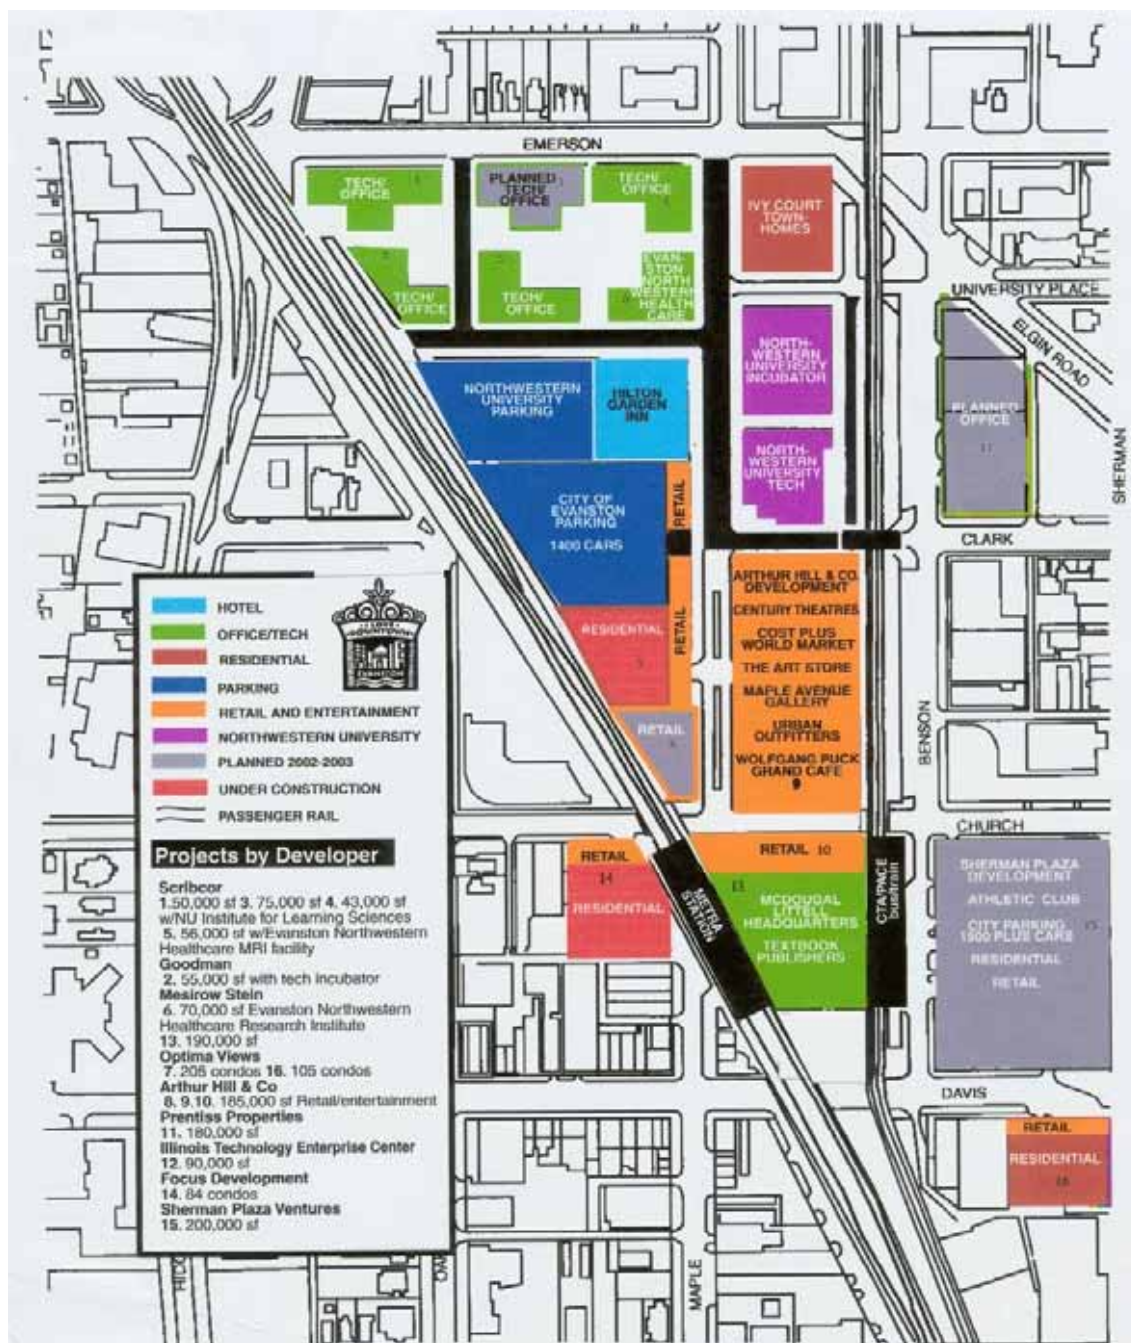 EMERSON
TECH/
OFFICE
PLANNED
TECH/
OFFICE
TECH/
OFFICE
IVY COURT
TOWN-
HOMES
TECH/
OFFICE
TECH/
OFFICE
EVAN-
STON
NORTH
WESTERN
HEALTH
CARE
UNIVERSITY PLACE
ELGIN ROAD
SHERMAN
NORTHWESTERN
UNIVERSITY
PARKING
HILTON
GARDEN
INN
NORTH-
WESTERN
UNIVERSITY
INCUBATOR
PLANNED
OFFICE
11
NORTH-
WESTERN
UNIVERSITY
TECH
CITY OF
EVANSTON
PARKING
1400 CARS
RETAIL
CLARK
RESIDENTIAL
RETAIL
RETAIL
ARTHUR HILL & CO.
DEVELOPMENT
CENTURY THEATRES
COST PLUS
WORLD MARKET
THE ART STORE
MAPLE AVENUE
GALLERY
URBAN
OUTFITTERS
WOLFGANG PUCK
GRAND CAFE
9
BENSON
CHURCH
RETAIL
14
RESIDENTIAL
METRA
STATION
RETAIL 10
13
MCDOUGAL
LITTELL
HEADQUARTERS
TEXTBOOK
PUBLISHERS
CTA/PACE
bus/train
SHERMAN PLAZA
DEVELOPMENT
ATHLETIC CLUB
CITY PARKING
1500 PLUS CARS
15
RESIDENTIAL
RETAIL
DAVIS
RETAIL
RESIDENTIAL
16
MAPLE
HOTEL
OFFICE/TECH
RESIDENTIAL
PARKING
RETAIL AND ENTERTAINMENT
NORTHWESTERN UNIVERSITY
PLANNED 2002-2003
UNDER CONSTRUCTION
PASSENGER RAIL
DOWNTOWN
EVANSTON
Projects by Developer
Scribcor
1.50,000 sf 3. 75,000 sf 4. 43,000 sf
w/NU Institute for Learning Sciences
5. 56,000 sf w/Evanston Northwestern
Healthcare MRI facility
Goodman
2. 55,000 sf with tech incubator
Mesirow Stein
6. 70,000 sf Evanston Northwestern
Healthcare Research Institute
13. 190,000 sf
Optima Views
7. 205 condos 16. 105 condos
Arthur Hill & Co
8. 9.10. 185,000 sf Retail/entertainment
Prentiss Properties
11. 180,000 sf
Illinois Technology Enterprise Center
12. 90,000 sf
Focus Development
14. 84 condos
Sherman Plaza Ventures
15. 200,000 sf